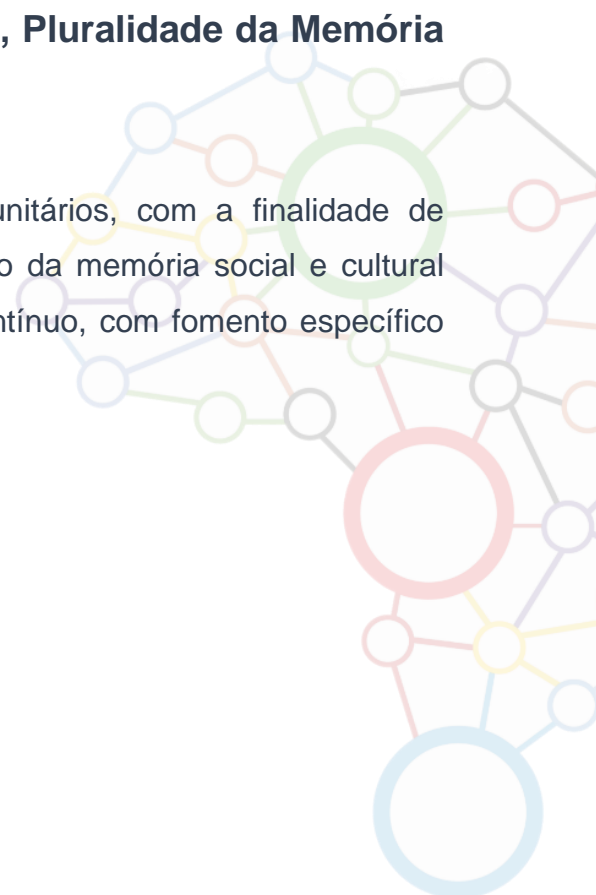 , Pluralidade da Memória
unitários, com a finalidade de
o da memória social e cultural
ntínuo, com fomento específico